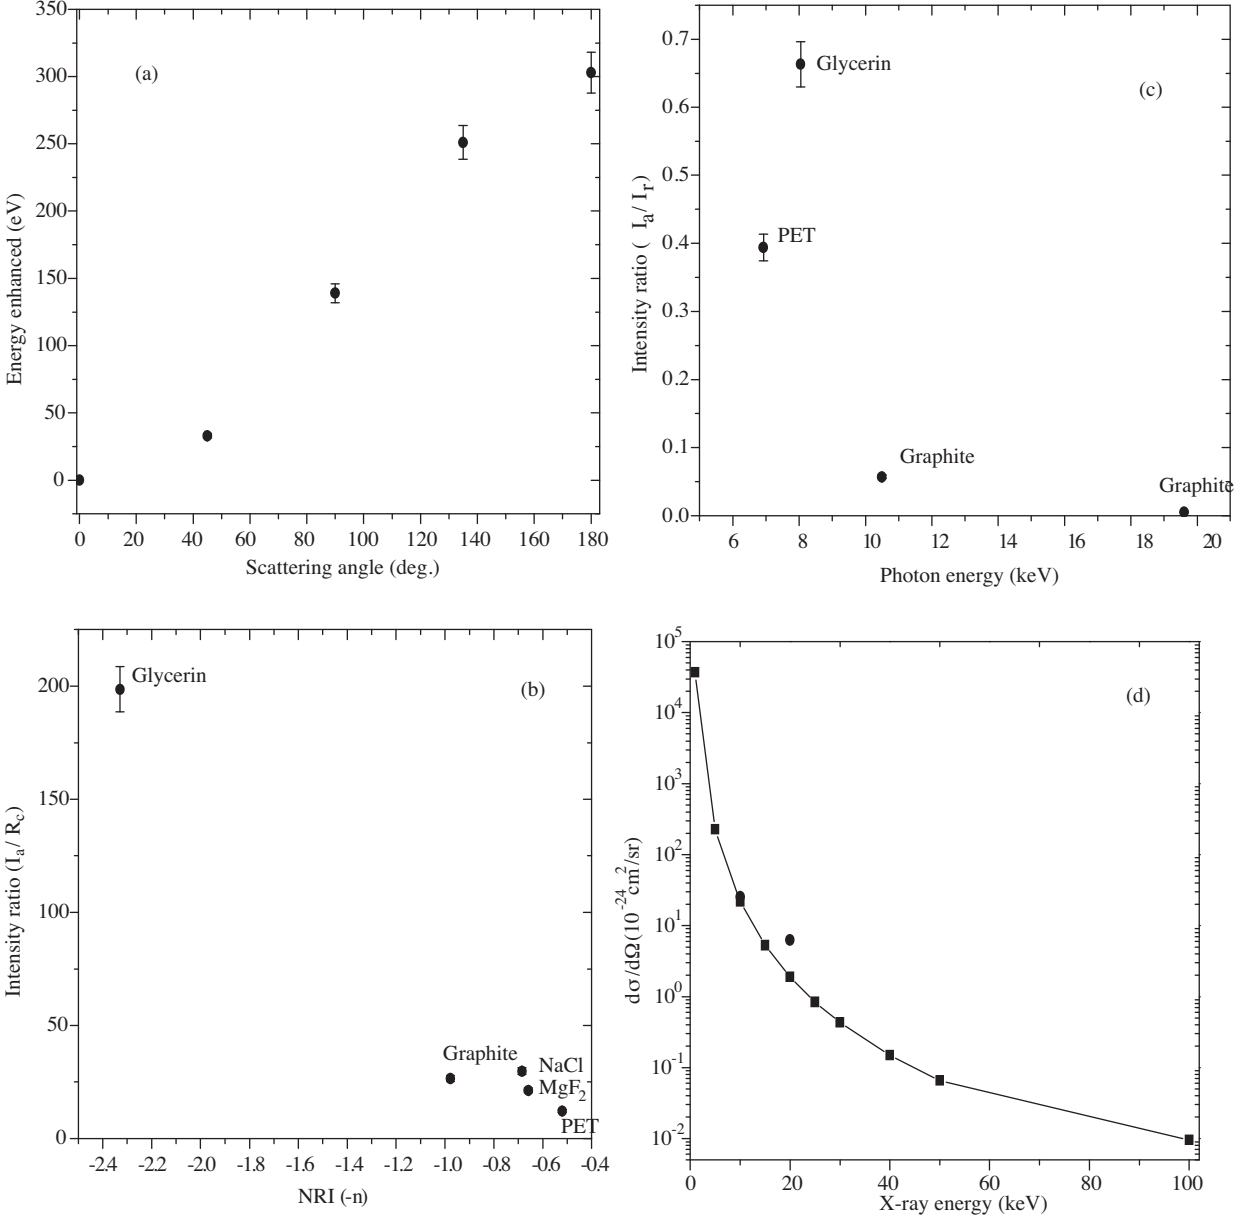 350
300
250
200
150
100
50
0
Energy enhanced (eV)
(a)
0 20 40 60 80 100 120 140 160 180
Scattering angle (deg.)
0.7
0.6
0.5
0.4
0.3
0.2
0.1
0.0
Intensity ratio ( I_a / I_r)
Glycerin
(c)
PET
Graphite
Graphite
6 8 10 12 14 16 18 20
Photon energy (keV)
200
150
100
50
0
Intensity ratio (I_a / R_c)
Glycerin
(b)
Graphite
NaCl
MgF_2
PET
-2.4 -2.2 -2.0 -1.8 -1.6 -1.4 -1.2 -1.0 -0.8 -0.6 -0.4
NRI (-n)
10^5
10^4
10^3
10^2
10^1
10^0
10^-1
10^-2
dσ/dΩ(10^-24 cm^2/sr)
(d)
0 20 40 60 80 100
X-ray energy (keV)